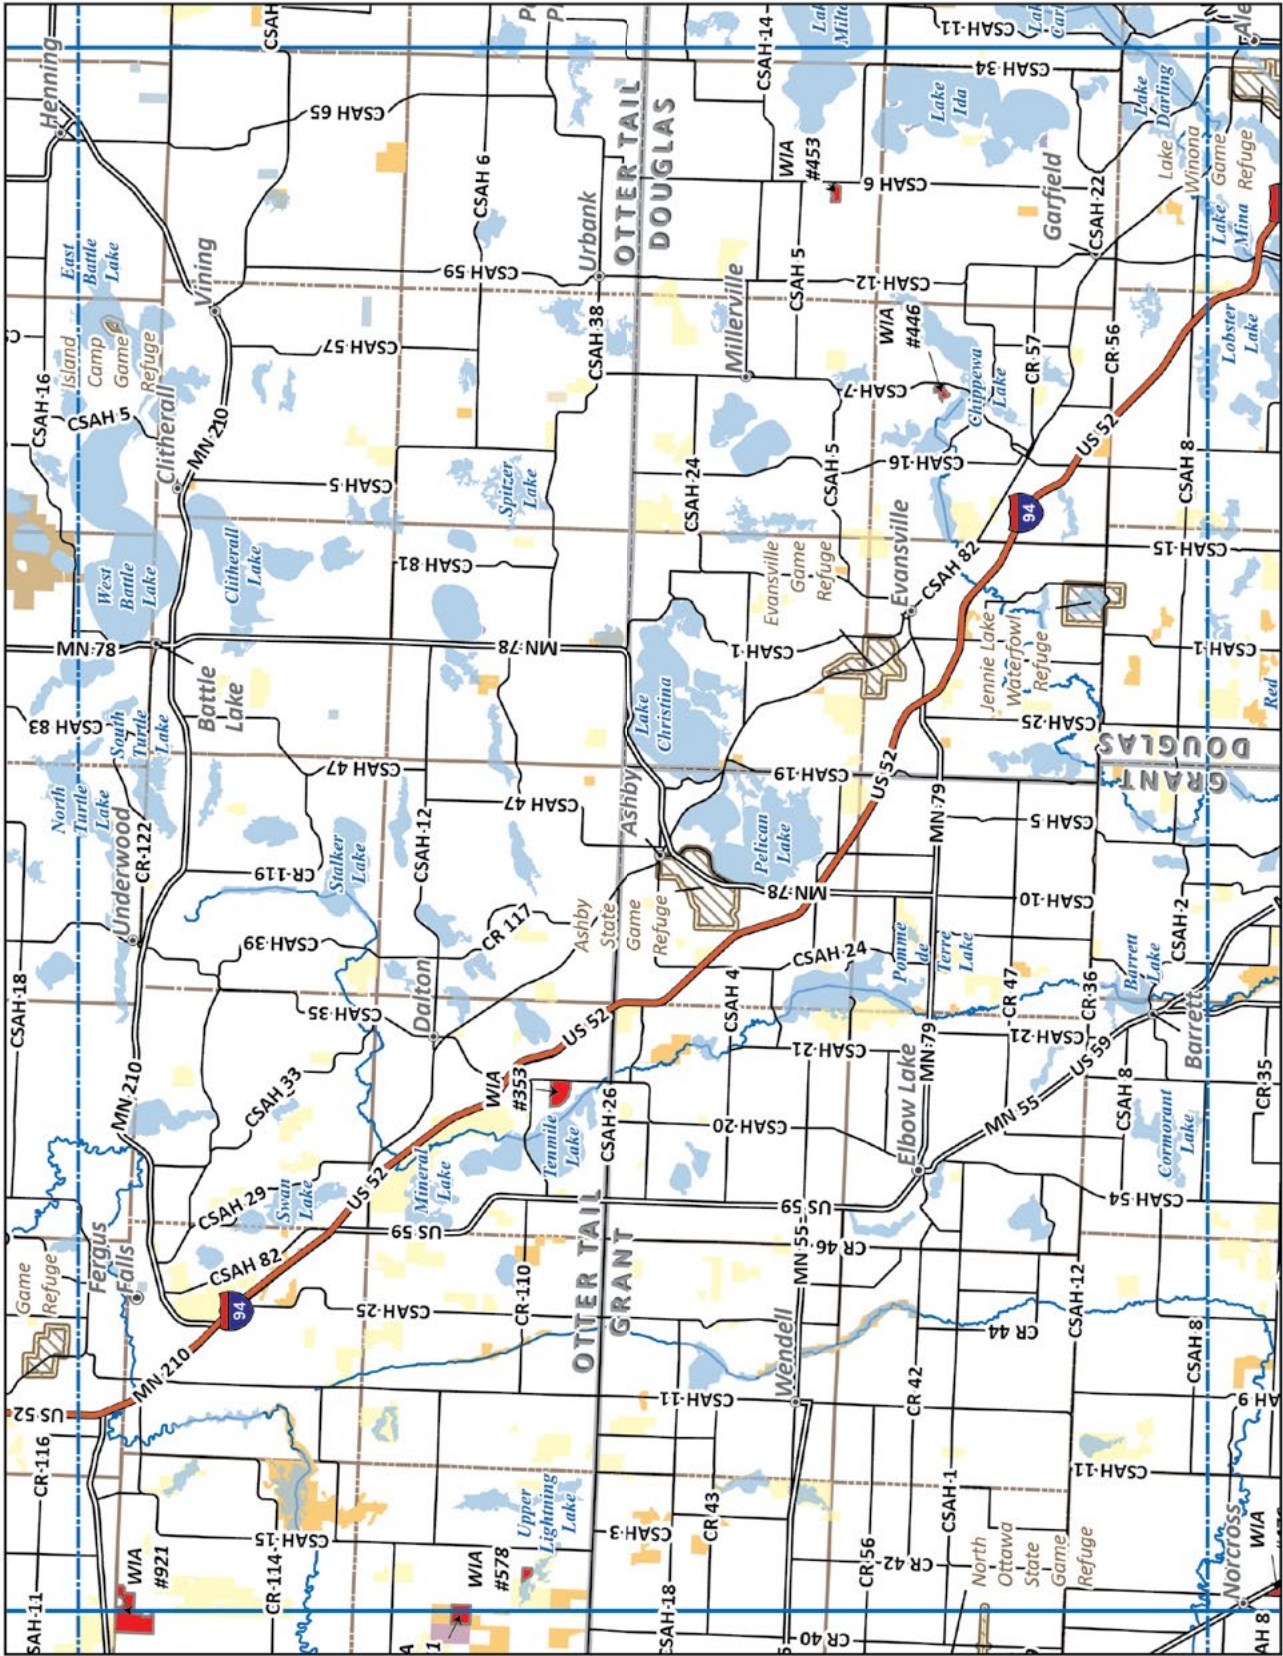 Henning
CSAH
CSAH-16
CSAH 65
CSAH 6
CSAH-14
CSAH-11
CSAH-34
East
Battle
Lake
Island
Camp
Game
Refuge
Vining
CSAH-57
CSAH-59
Urbank
CSAH-38
OTTER TAIL
DOUGLAS
WIA
#453
CSAH 6
Lake
Ida
Lake
Darling
Lake
Winona
Game
Refuge
Garfield
CSAH-22
Lake
Mina
CSAH-16
CSAH 5
Clitherall
MN-210
CSAH-5
Spitzer
Lake
CSAH-24
Millerville
CSAH 5
CSAH-12
WIA
#446
CSAH-7
Chippewa
Lake
CR-57
CR-56
Lobster
Lake
US 52
CSAH-5
CSAH-16
CSAH 8
94
West
Battle
Lake
Clitherall
Lake
CSAH-81
Evansville
Game
Refuge
Evansville
CSAH 82
CSAH-15
MN-78
Battle
Lake
MN-78
CSAH-1
Jennie Lake
Waterfowl
Refuge
CSAH-1
Red
CSAH 83
South
Turtle
Lake
North
Turtle
Lake
CSAH 47
CSAH 47
Lake
Christina
CSAH-25
DOUGLAS
GRANT
Underwood
CR-122
CR-119
Stalker
Lake
CSAH-12
Ashby
Pelican
Lake
CSAH-19
US 52
MN-79
CSAH-5
CSAH-18
CSAH-39
CR 117
Ashby
State
Game
Refuge
MN-78
CSAH-24
Pomme
de
Terre
Lake
CSAH-10
CR 47
CSAH-2
Barrett
Lake
CR-36
MN-210
CSAH-35
Dalton
US 52
CSAH 4
CSAH-21
MN-79
CSAH-21
US 59
Barrett
CSAH-33
WIA
#353
CSAH-26
CSAH-20
Elbow Lake
MN 55
CSAH-8
CR-35
Cormorant
Lake
Swan
Lake
CSAH-29
US 52
Mineral
Lake
Tenmile
Lake
US 59
US 59
CSAH-54
Game
Refuge
Fergus
Falls
CSAH 82
94
CSAH-25
CR-110
OTTER TAIL
GRANT
MN-55
CR-46
CSAH-12
CR 44
CSAH 8
US-52
MN-210
CSAH-11
Wendell
CR 42
CR-116
CSAH-11
CSAH-15
Upper
Lightning
Lake
CSAH-3
CR-43
CSAH-1
CSAH-11
WIA
#921
CR-114
WIA
#578
CSAH-18
CR-56
CR-42
North
Ottawa
State
Game
Refuge
CR 40
Norcross
WIA